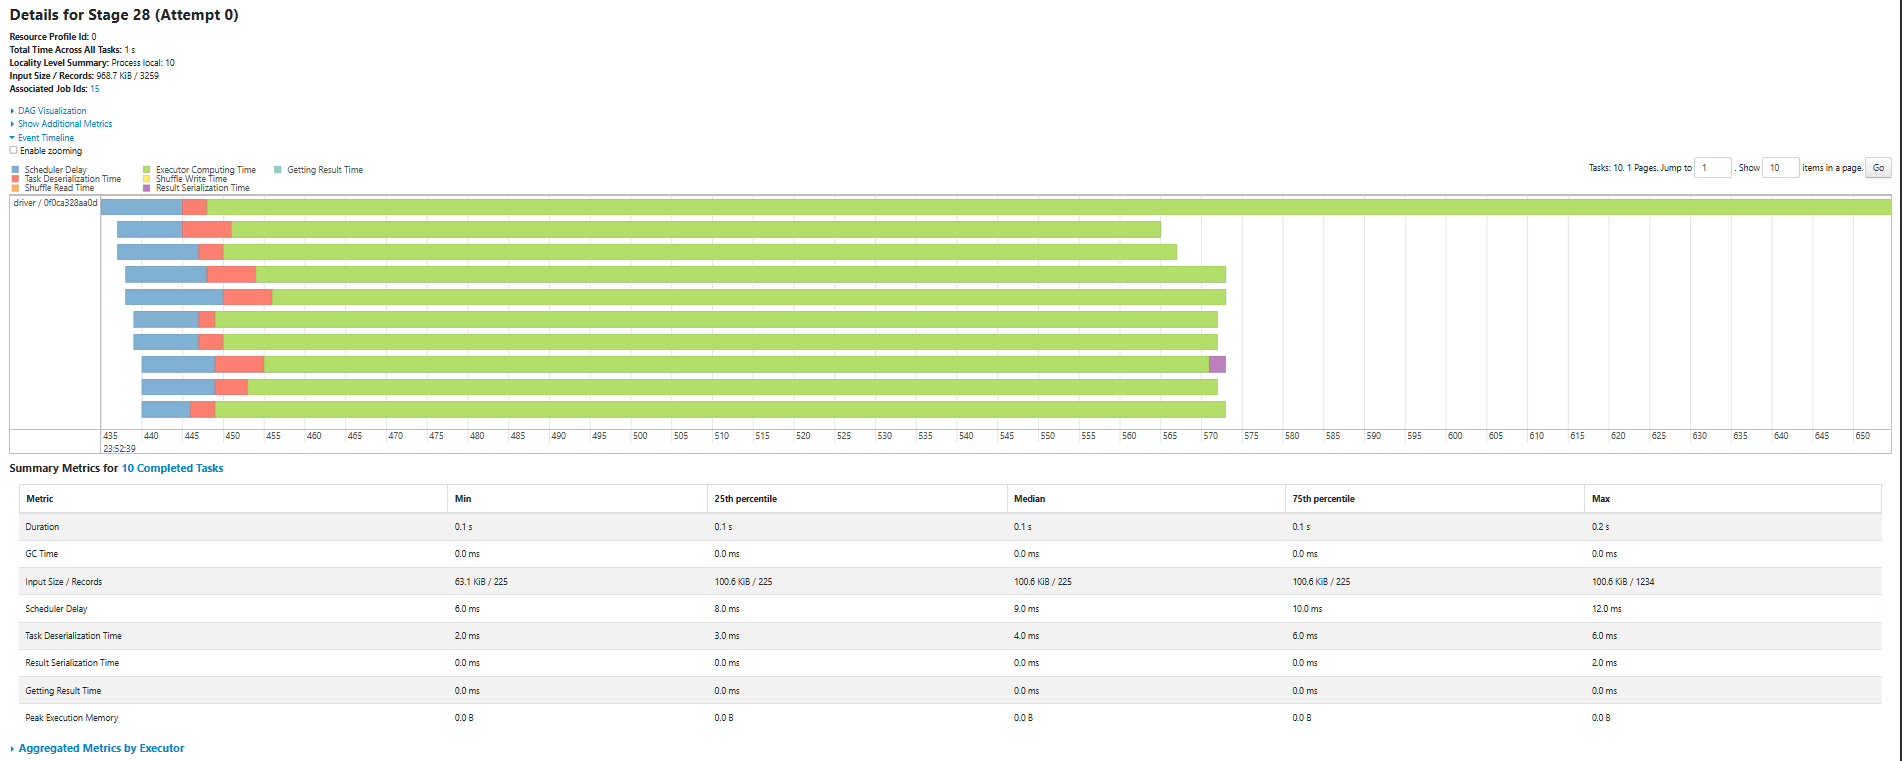 Details for Stage 28 (Attempt 0)
Resource Profile Id: 0
Total Time Across All Tasks: 1 s
Locality Level Summary: Process local: 10
Input Size / Records: 968.7 KiB / 3259
Associated Job Ids: 15
DAG Visualization
Show Additional Metrics
Event Timeline
Enable zooming
Scheduler Delay Executor Computing Time Getting Result Time
Task Deserialization Time Shuffle Write Time
Shuffle Read Time Result Serialization Time
Tasks: 10. 1 Pages. Jump to 1 . Show 10 items in a page. Go
driver / 0f0ca328aa0d
435 440 445 450 455 460 465 470 475 480 485 490 495 500 505 510 515 520 525 530 535 540 545 550 555 560 565 570 575 580 585 590 595 600 605 610 615 620 625 630 635 640 645 650
23:52:39
Summary Metrics for 10 Completed Tasks
Metric Min 25th percentile Median 75th percentile Max
Duration 0.1 s 0.1 s 0.1 s 0.1 s 0.2 s
GC Time 0.0 ms 0.0 ms 0.0 ms 0.0 ms 0.0 ms
Input Size / Records 63.1 KiB / 225 100.6 KiB / 225 100.6 KiB / 225 100.6 KiB / 225 100.6 KiB / 1234
Scheduler Delay 6.0 ms 8.0 ms 9.0 ms 10.0 ms 12.0 ms
Task Deserialization Time 2.0 ms 3.0 ms 4.0 ms 6.0 ms 6.0 ms
Result Serialization Time 0.0 ms 0.0 ms 0.0 ms 0.0 ms 2.0 ms
Getting Result Time 0.0 ms 0.0 ms 0.0 ms 0.0 ms 0.0 ms
Peak Execution Memory 0.0 B 0.0 B 0.0 B 0.0 B 0.0 B
Aggregated Metrics by Executor